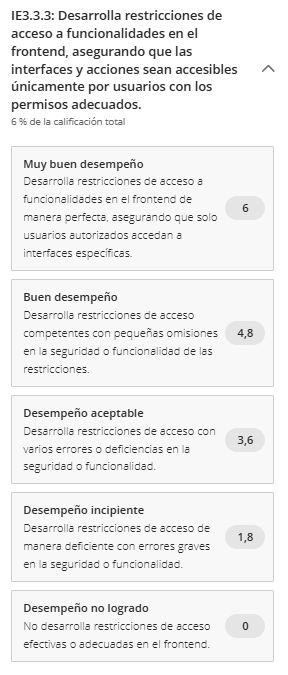 IE3.3.3: Desarrolla restricciones de
acceso a funcionalidades en el
frontend, asegurando que las
interfaces y acciones sean accesibles
únicamente por usuarios con los
permisos adecuados.
6 % de la calificación total
Muy buen desempeño
Desarrolla restricciones de acceso a
funcionalidades en el frontend de
manera perfecta, asegurando que solo
usuarios autorizados accedan a
interfaces específicas.
6
Buen desempeño
Desarrolla restricciones de acceso
competentes con pequeñas omisiones
en la seguridad o funcionalidad de las
restricciones.
4,8
Desempeño aceptable
Desarrolla restricciones de acceso con
varios errores o deficiencias en la
seguridad o funcionalidad.
3,6
Desempeño incipiente
Desarrolla restricciones de acceso de
manera deficiente con errores graves
en la seguridad o funcionalidad.
1,8
Desempeño no logrado
No desarrolla restricciones de acceso
efectivas o adecuadas en el frontend.
0